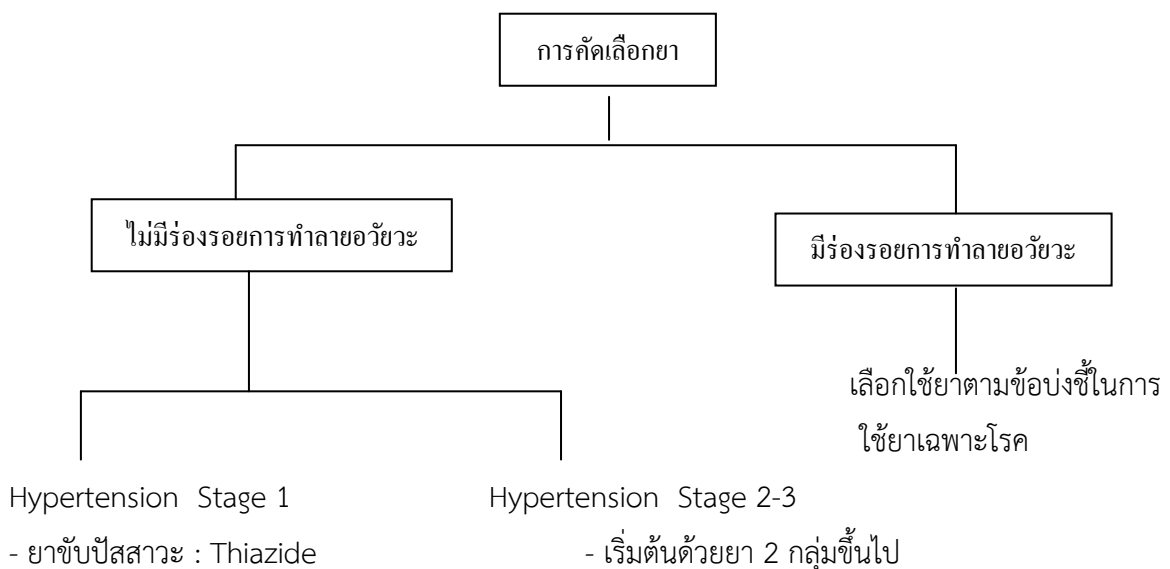 การคัดเลือกยา
ไม่มีร่องรอยการทำลายอวัยวะ
มีร่องรอยการทำลายอวัยวะ
เลือกใช้ยาตามข้อบ่งชี้ในการ
ใช้ยาเฉพาะโรค
Hypertension Stage 1
Hypertension Stage 2-3
- ยาขับปัสสาวะ : Thiazide
- เริ่มต้นด้วยยา 2 กลุ่มขึ้นไป